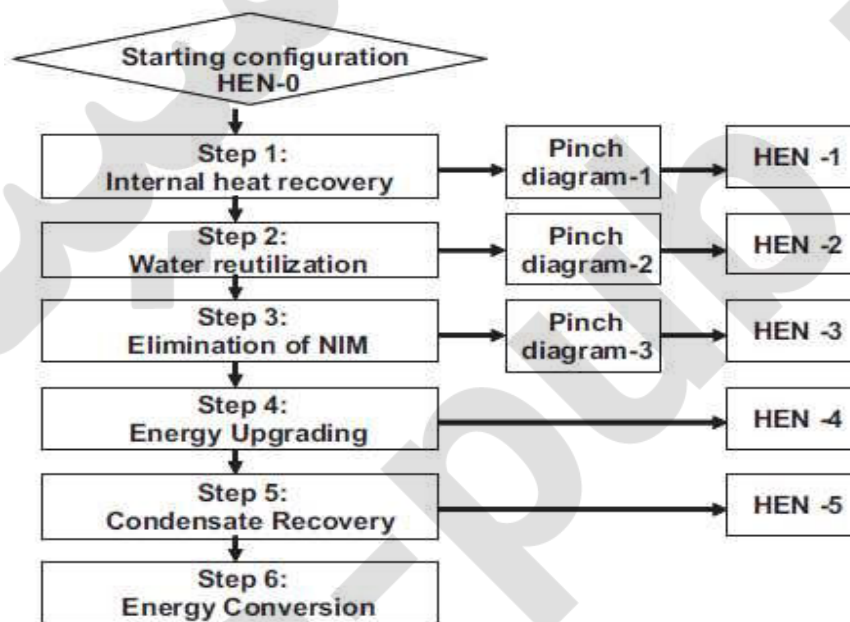 Starting configuration
HEN-0
Step 1:
Internal heat recovery
Pinch
diagram-1
HEN -1
Step 2:
Water reutilization
Pinch
diagram-2
HEN -2
Step 3:
Elimination of NIM
Pinch
diagram-3
HEN -3
Step 4:
Energy Upgrading
HEN -4
Step 5:
Condensate Recovery
HEN -5
Step 6:
Energy Conversion